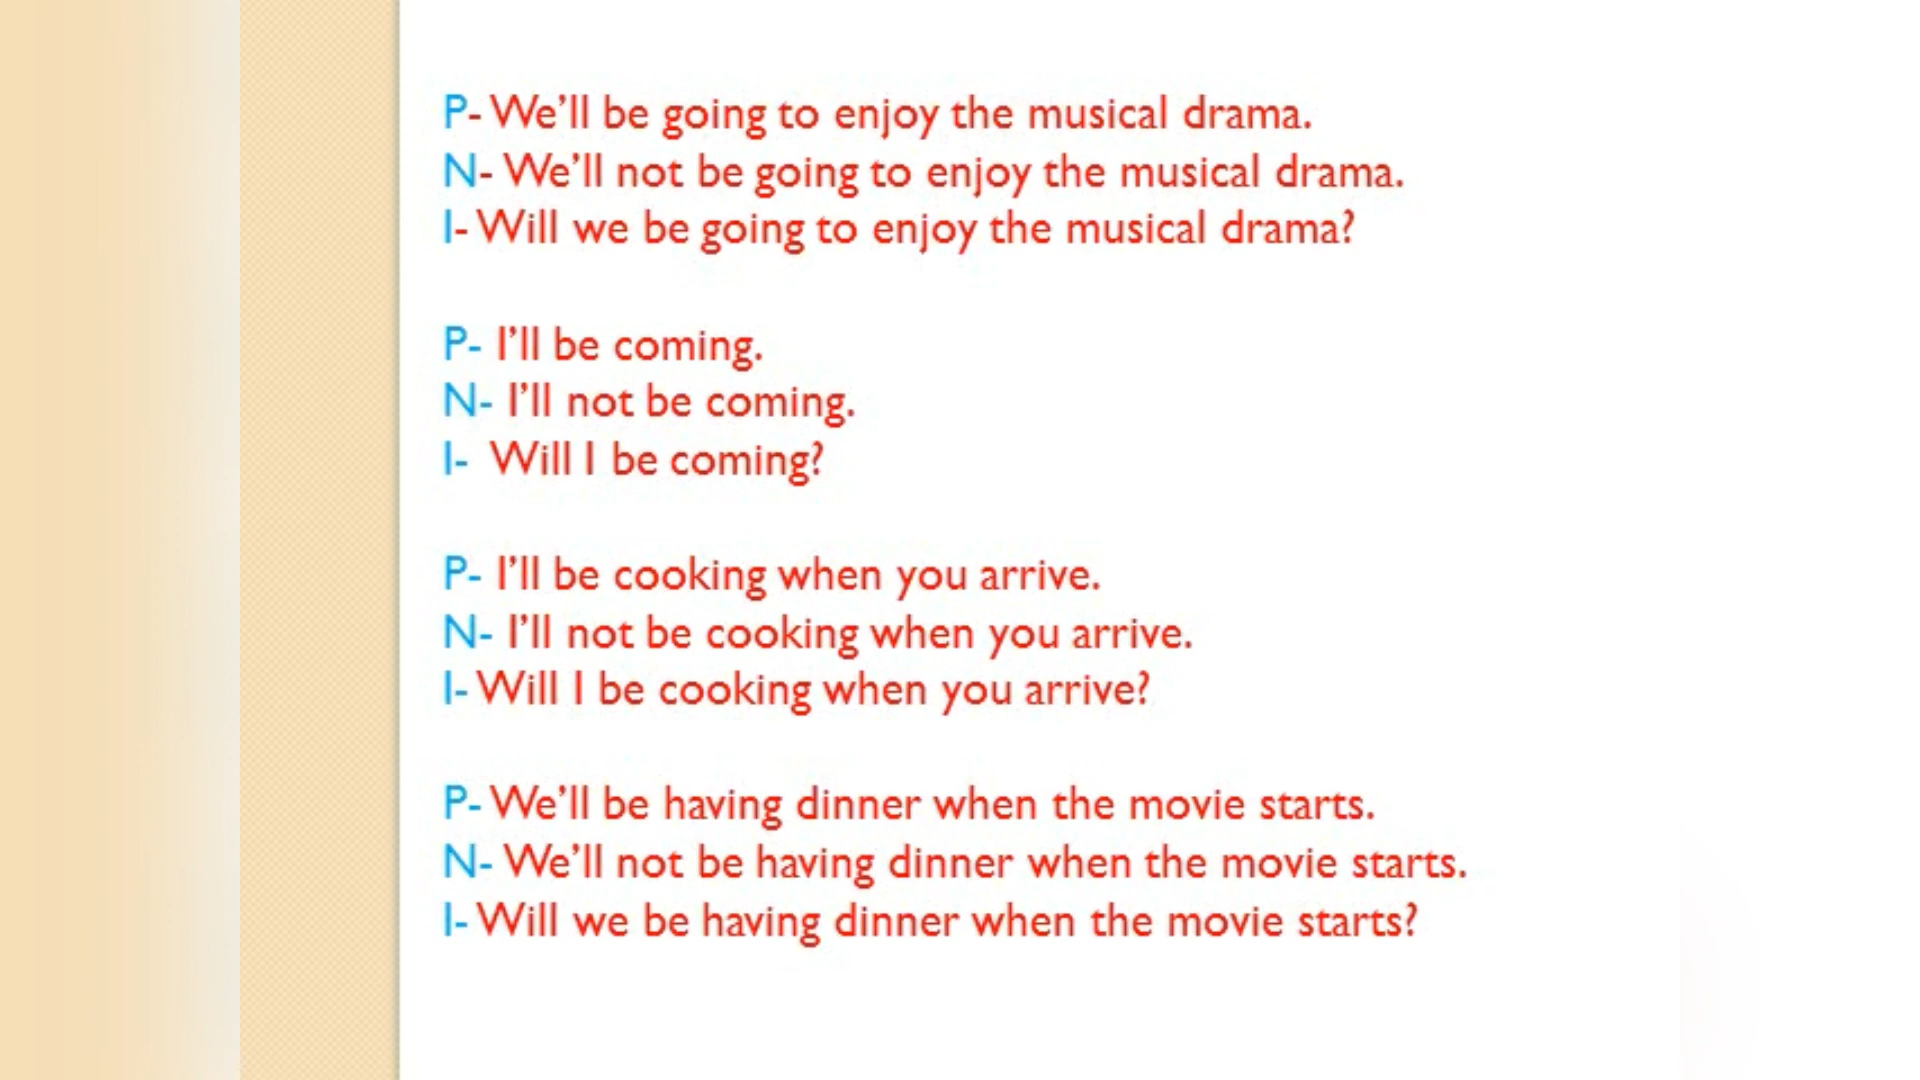 P- We’ll be going to enjoy the musical drama.
N- We’ll not be going to enjoy the musical drama.
I- Will we be going to enjoy the musical drama?
P- I’ll be coming.
N- I’ll not be coming.
I- Will I be coming?
P- I’ll be cooking when you arrive.
N- I’ll not be cooking when you arrive.
I- Will I be cooking when you arrive?
P- We’ll be having dinner when the movie starts.
N- We’ll not be having dinner when the movie starts.
I- Will we be having dinner when the movie starts?